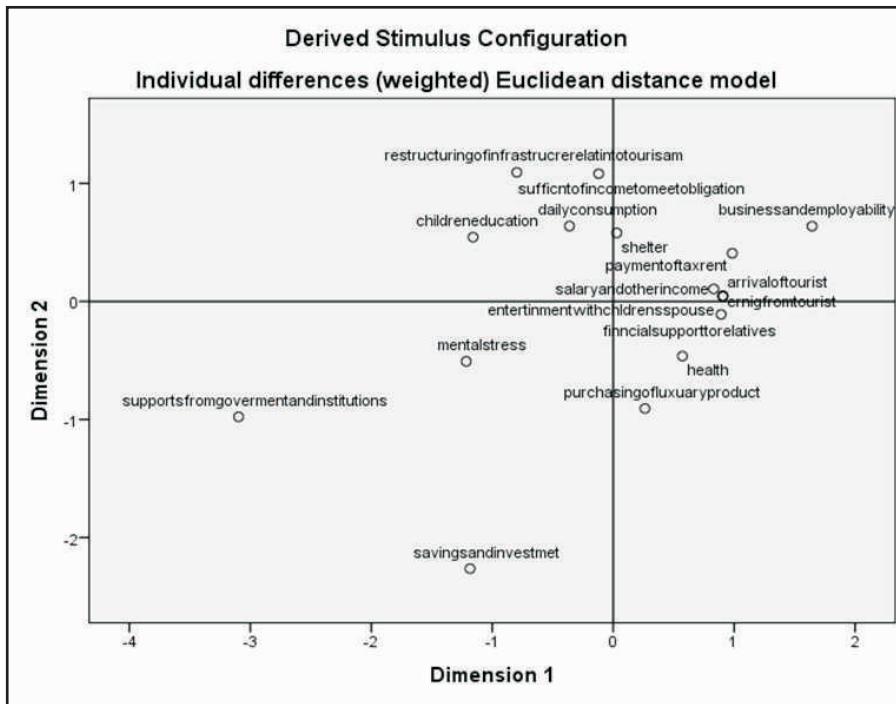 Derived Stimulus Configuration
Individual differences (weighted) Euclidean distance model
restructuringofinfrastrucrerelatintotourisam
sufficntofincometomeetobligation
dailyconsumption
businessandemployability
childreneducation
shelter
paymentoftaxrent
arrivaloftourist
salaryandotherincome
ernigfromtourist
entertinmentwithchildrensspouse
finncialsupporttorelatives
mentalstress
health
purchasingofluxuaryproduct
supportsfromgovermentandinstitutions
savingsandinvestmet
1
0
-1
-2
Dimension 2
-4 -3 -2 -1 0 1 2
Dimension 1